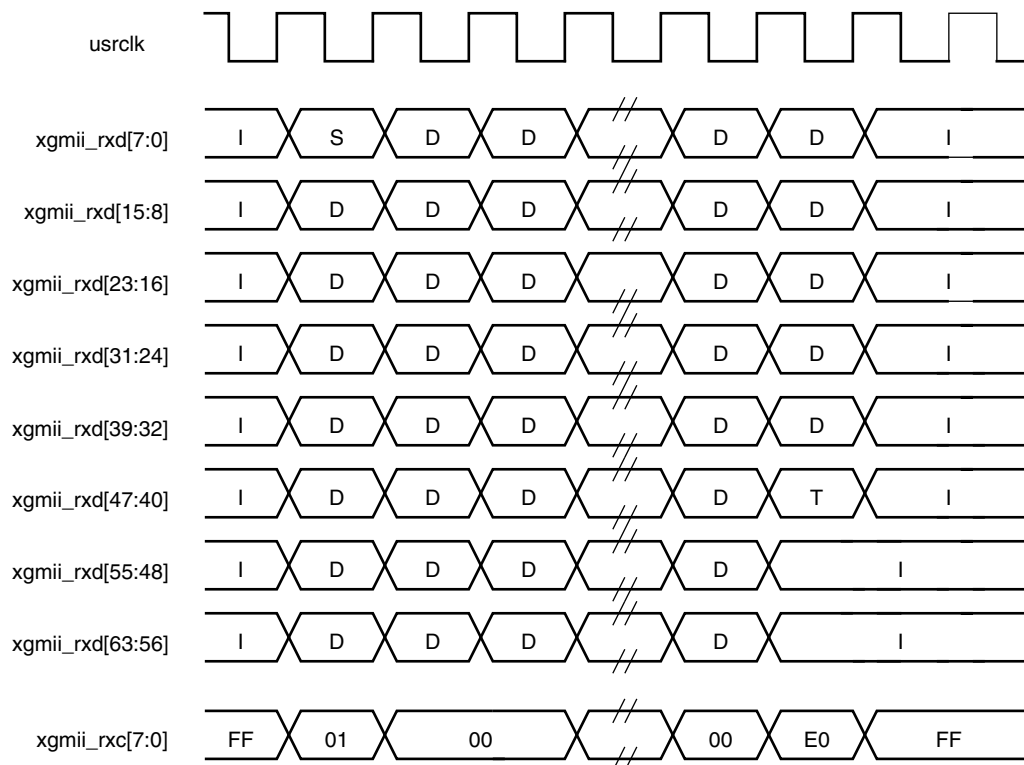 usrclk
xgmii_rxd[7:0] I S D D D D I
xgmii_rxd[15:8] I D D D D D I
xgmii_rxd[23:16] I D D D D D I
xgmii_rxd[31:24] I D D D D D I
xgmii_rxd[39:32] I D D D D D I
xgmii_rxd[47:40] I D D D D T I
xgmii_rxd[55:48] I D D D D I
xgmii_rxd[63:56] I D D D D I
xgmii_rxc[7:0] FF 01 00 00 E0 FF